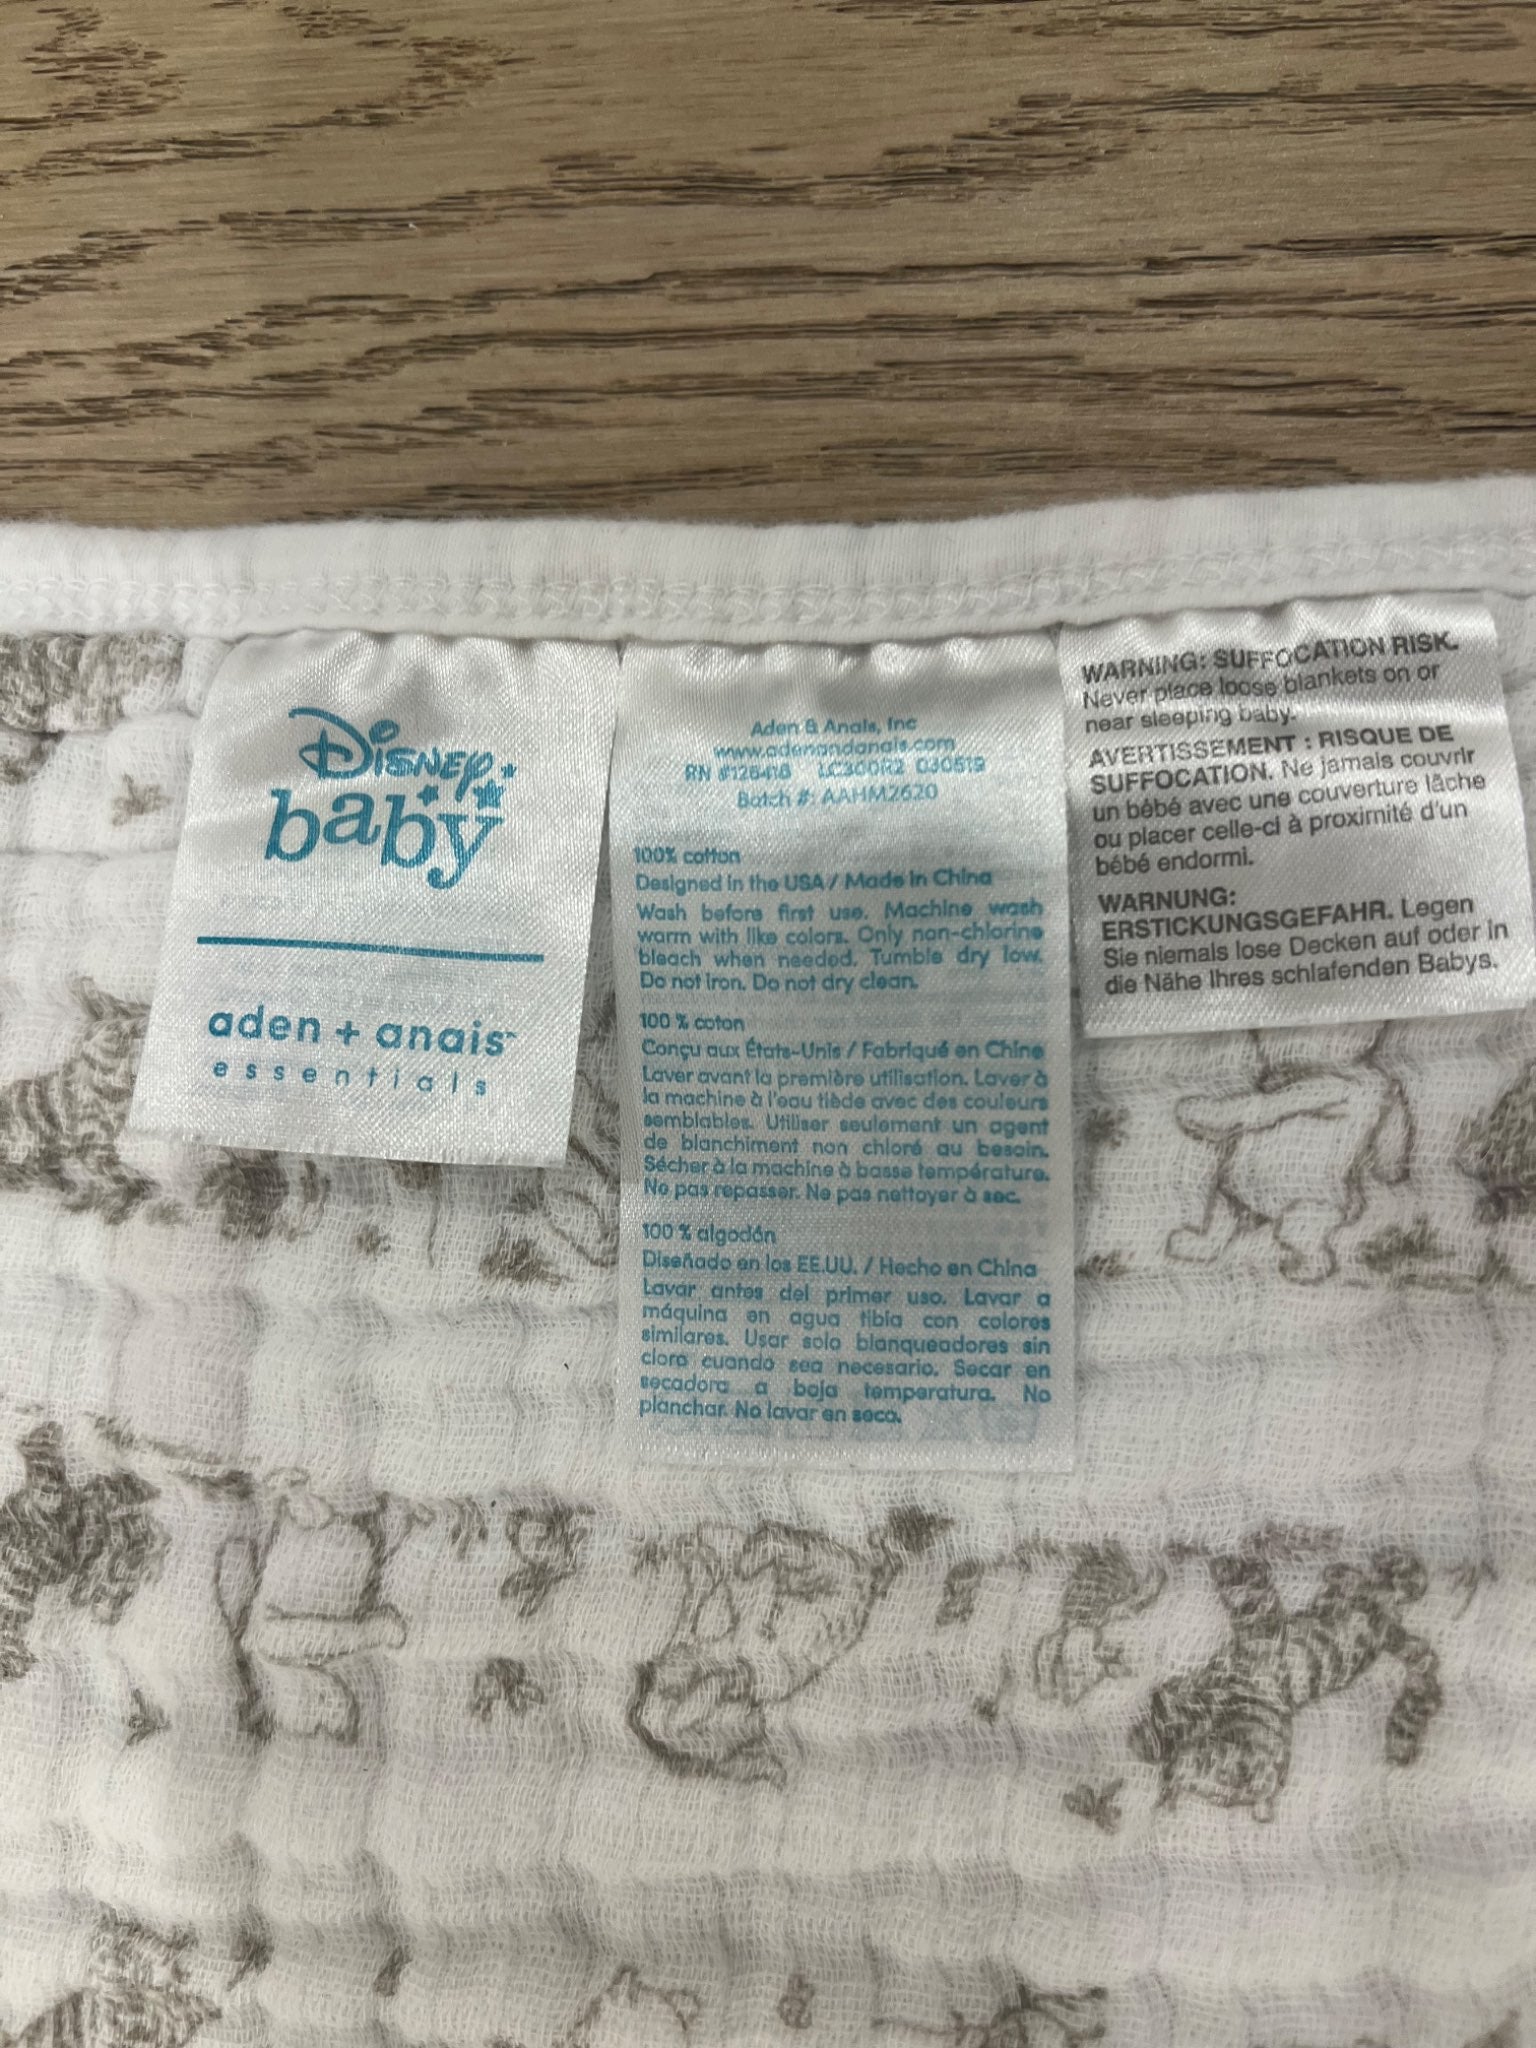 Disney
baby
aden + anais™
essentials
Aden & Anais, Inc
www.adenandanais.com
RN #128418 LC300R2 030519
Batch #: AAHM2620
100% cotton
Designed in the USA / Made in China
Wash before first use. Machine wash
warm with like colors. Only non-chlorine
bleach when needed. Tumble dry low.
Do not iron. Do not dry clean.
100 % coton
Conçu aux États-Unis / Fabriqué en Chine
Laver avant la première utilisation. Laver à
la machine à l'eau tiède avec des couleurs
semblables. Utiliser seulement un agent
de blanchiment non chloré au besoin.
Sécher à la machine à basse température.
No pas repasser. Ne pas nettoyer à sec.
100 % algodón
Diseñado en los EE.UU. / Hecho en China
Lavar antes del primer uso. Lavar a
máquina en agua tibia con colores
similares. Usar solo blanqueadores sin
cloro cuando sea necesario. Secar en
secadora a baja temperatura. No
planchar. No lavar en seco.
WARNING: SUFFOCATION RISK.
Never place loose blankets on or
near sleeping baby.
AVERTISSEMENT : RISQUE DE
SUFFOCATION. Ne jamais couvrir
un bébé avec une couverture lâche
ou placer celle-ci à proximité d'un
bébé endormi.
WARNUNG:
ERSTICKUNGSGEFAHR. Legen
Sie niemals lose Decken auf oder in
die Nähe Ihres schlafenden Babys.